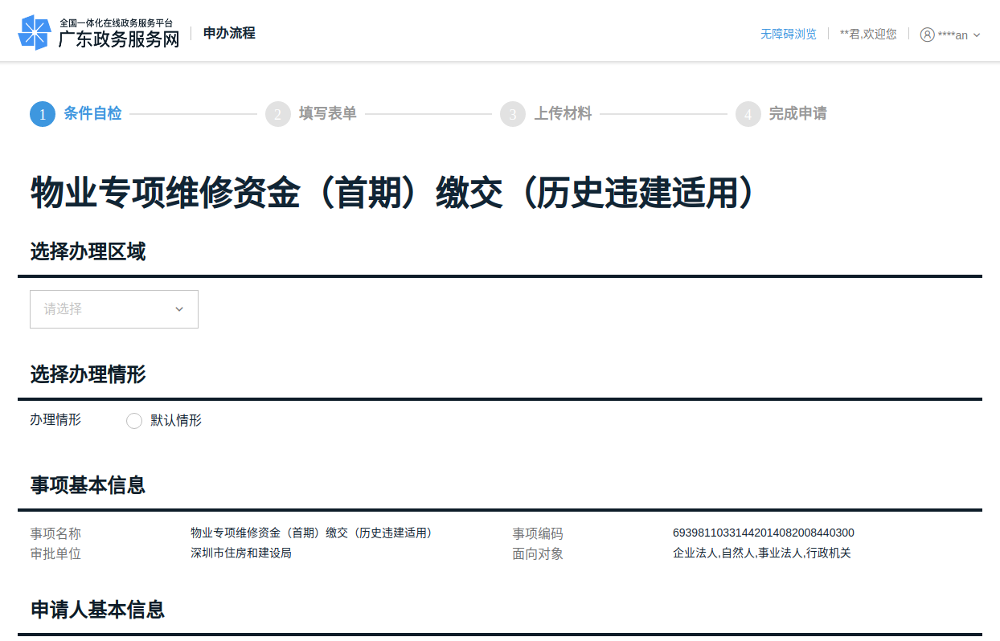 全国一体化在线政务服务平台
广东政务服务网
申办流程
无障碍浏览
**君,欢迎您
****an
1 条件自检
2 填写表单
3 上传材料
4 完成申请
物业专项维修资金（首期）缴交（历史违建适用）
选择办理区域
请选择
选择办理情形
办理情形 默认情形
事项基本信息
事项名称 物业专项维修资金（首期）缴交（历史违建适用） 事项编码 69398110331442014082008440300
审批单位 深圳市住房和建设局 面向对象 企业法人,自然人,事业法人,行政机关
申请人基本信息